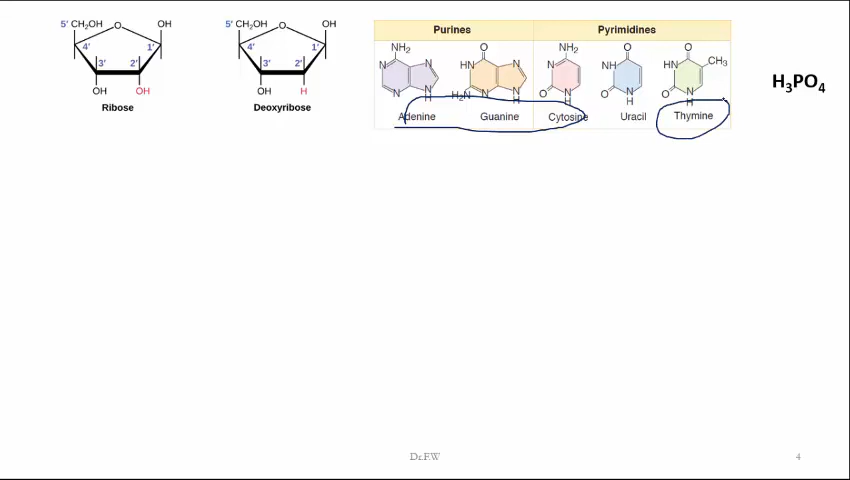 5′ CH₂OH O OH
4′ 1′
3′ 2′
OH OH
Ribose
5′ CH₂OH O OH
4′ 1′
3′ 2′
OH H
Deoxyribose
Purines Pyrimidines
NH₂ O NH₂ O O
N N HN N N NH HN CH₃
N N H₂N N N O N O N O N
H H H H H
Adenine Guanine Cytosine Uracil Thymine
H₃PO₄
Dr.F.W 4